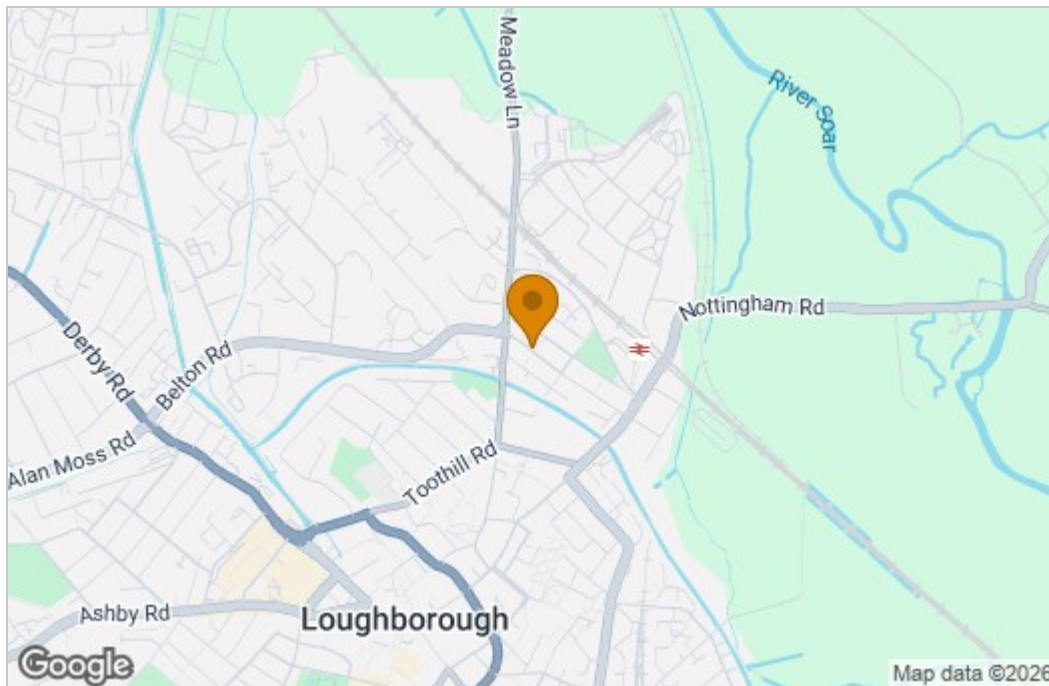 Meadow Ln
River Soar
Nottingham Rd
Derby Rd
Belton Rd
Alan Moss Rd
Toothill Rd
Ashby Rd
Loughborough
Google
Map data ©2026